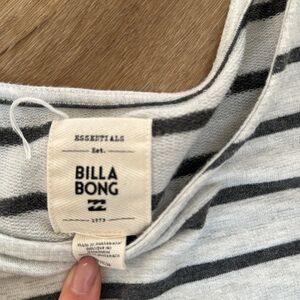 ESSENTIALS
Est.
BILLA
BONG
1973